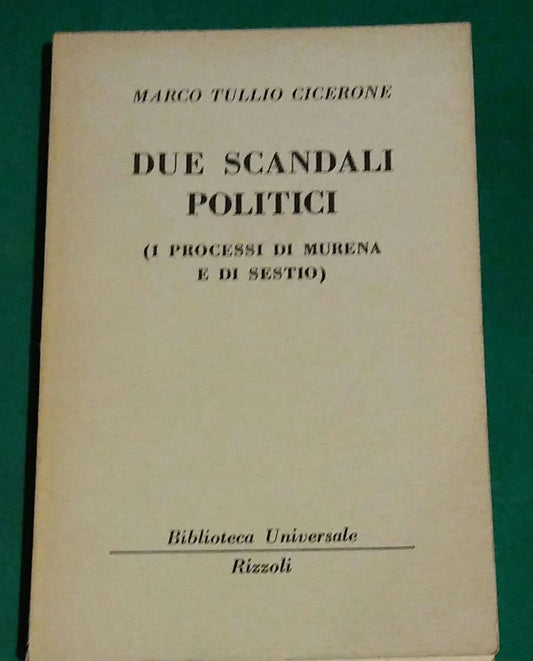 MARCO TULLIO CICERONE
DUE SCANDALI
POLITICI
(I PROCESSI DI MURENA
E DI SESTIO)
Biblioteca Universale
Rizzoli